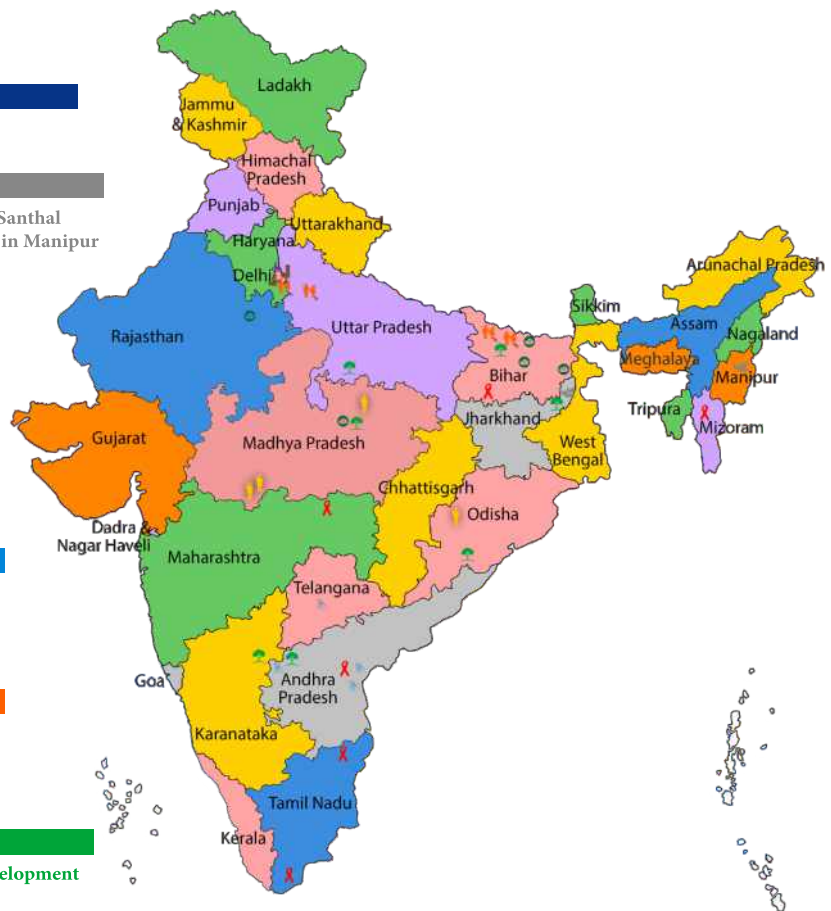 Ladakh
Jammu
& Kashmir
Himachal
Pradesh
Santhal
in Manipur
Punjab
Uttarakhand
Haryana
Delhi
Arunachal Pradesh
Sikkim
Rajasthan
Uttar Pradesh
Assam
Nagaland
Meghalaya
Manipur
Bihar
Tripura
Mizoram
Jharkhand
Gujarat
Madhya Pradesh
West
Bengal
Chhattisgarh
Odisha
Dadra &
Nagar Haveli
Maharashtra
Telangana
Goa
Andhra
Pradesh
Karanataka
Tamil Nadu
Kerala
elopment